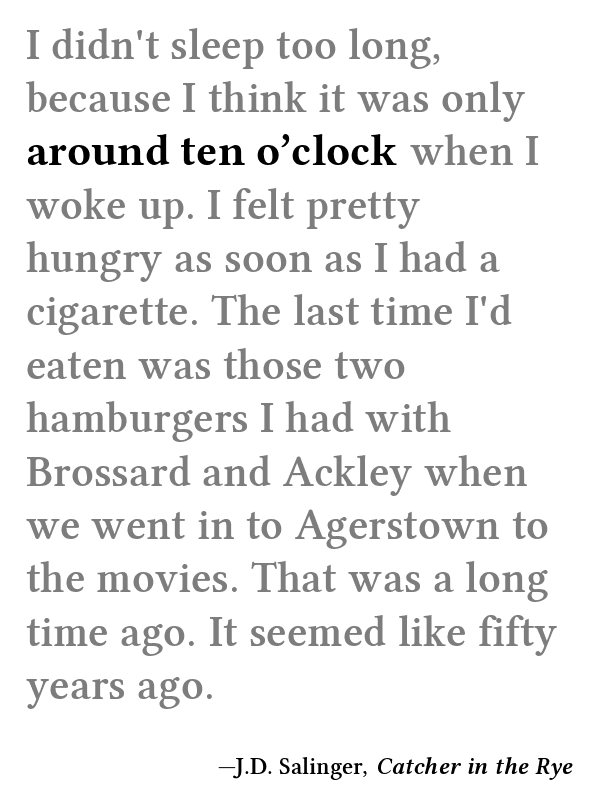 I didn't sleep too long,
because I think it was only
around ten o’clock when I
woke up. I felt pretty
hungry as soon as I had a
cigarette. The last time I'd
eaten was those two
hamburgers I had with
Brossard and Ackley when
we went in to Agerstown to
the movies. That was a long
time ago. It seemed like fifty
years ago.
—J.D. Salinger, Catcher in the Rye